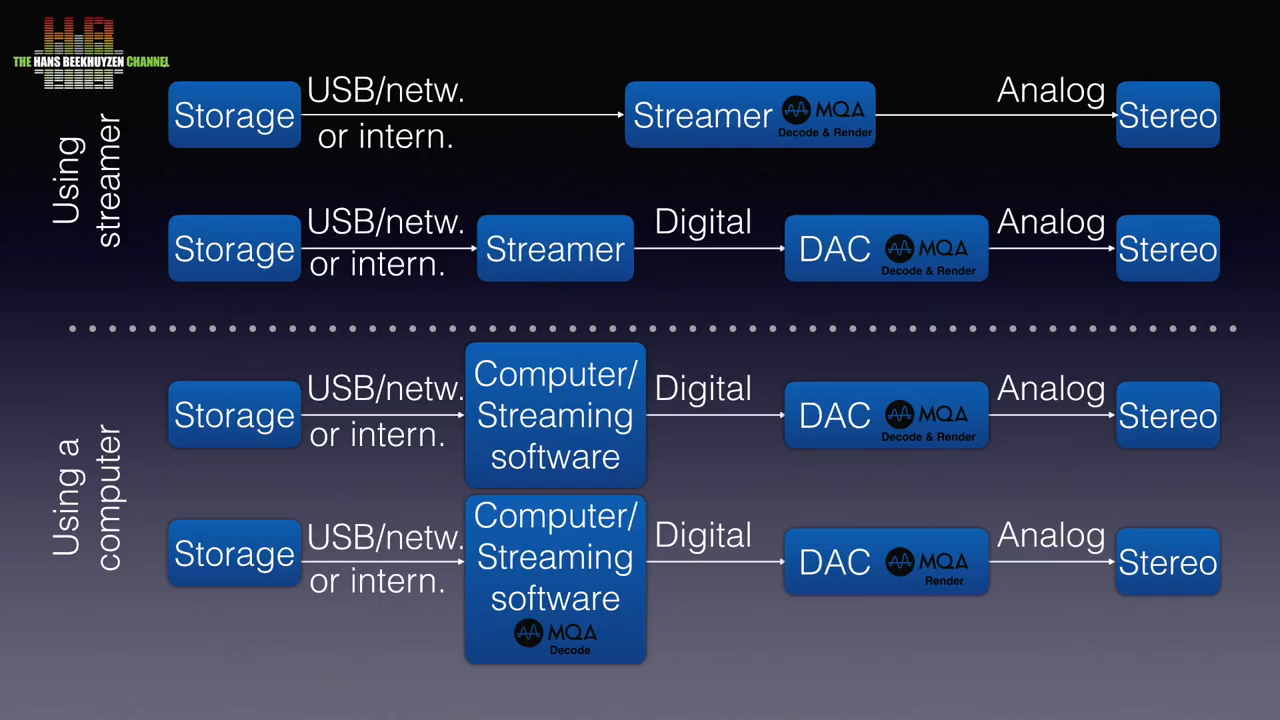 THE HANS BEEKHUYZEN CHANNEL
Using
streamer
Storage
USB/netw.
or intern.
Streamer
MQA
Decode & Render
Analog
Stereo
Storage
USB/netw.
or intern.
Streamer
Digital
DAC
MQA
Decode & Render
Analog
Stereo
Using a
computer
Storage
USB/netw.
or intern.
Computer/
Streaming
software
Digital
DAC
MQA
Decode & Render
Analog
Stereo
Storage
USB/netw.
or intern.
Computer/
Streaming
software
MQA
Decode
Digital
DAC
MQA
Render
Analog
Stereo